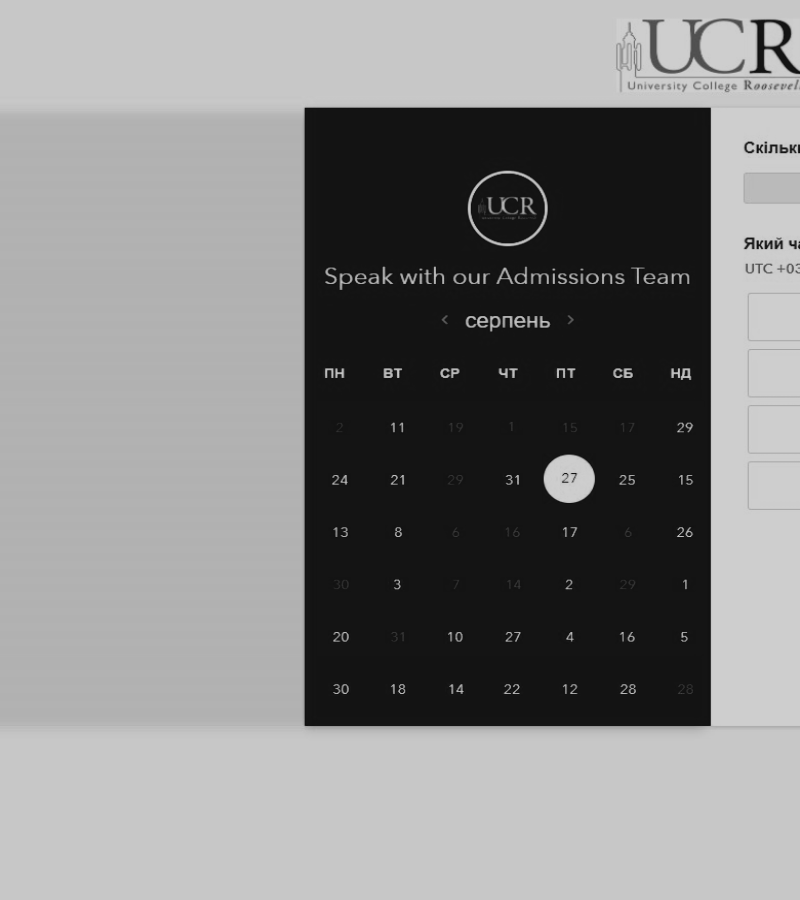 UCR
University College Roosevel
UCR
Speak with our Admissions Team
< серпень >
ПН ВТ СР ЧТ ПТ СБ НД
2 11 19 1 15 17 29
24 21 29 31 27 25 15
13 8 6 16 17 6 26
30 3 7 14 2 29 1
20 31 10 27 4 16 5
30 18 14 22 12 28 28
Скільк
Який ча
UTC +03